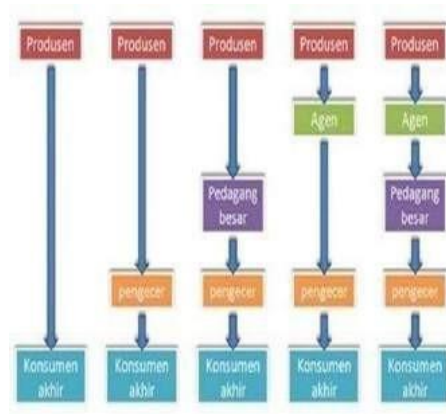 Produsen Produsen Produsen Produsen Produsen
Agen Agen
Pedagang Pedagang
besar besar
pengecer pengecer pengecer pengecer
Konsumen Konsumen Konsumen Konsumen Konsumen
akhir akhir akhir akhir akhir